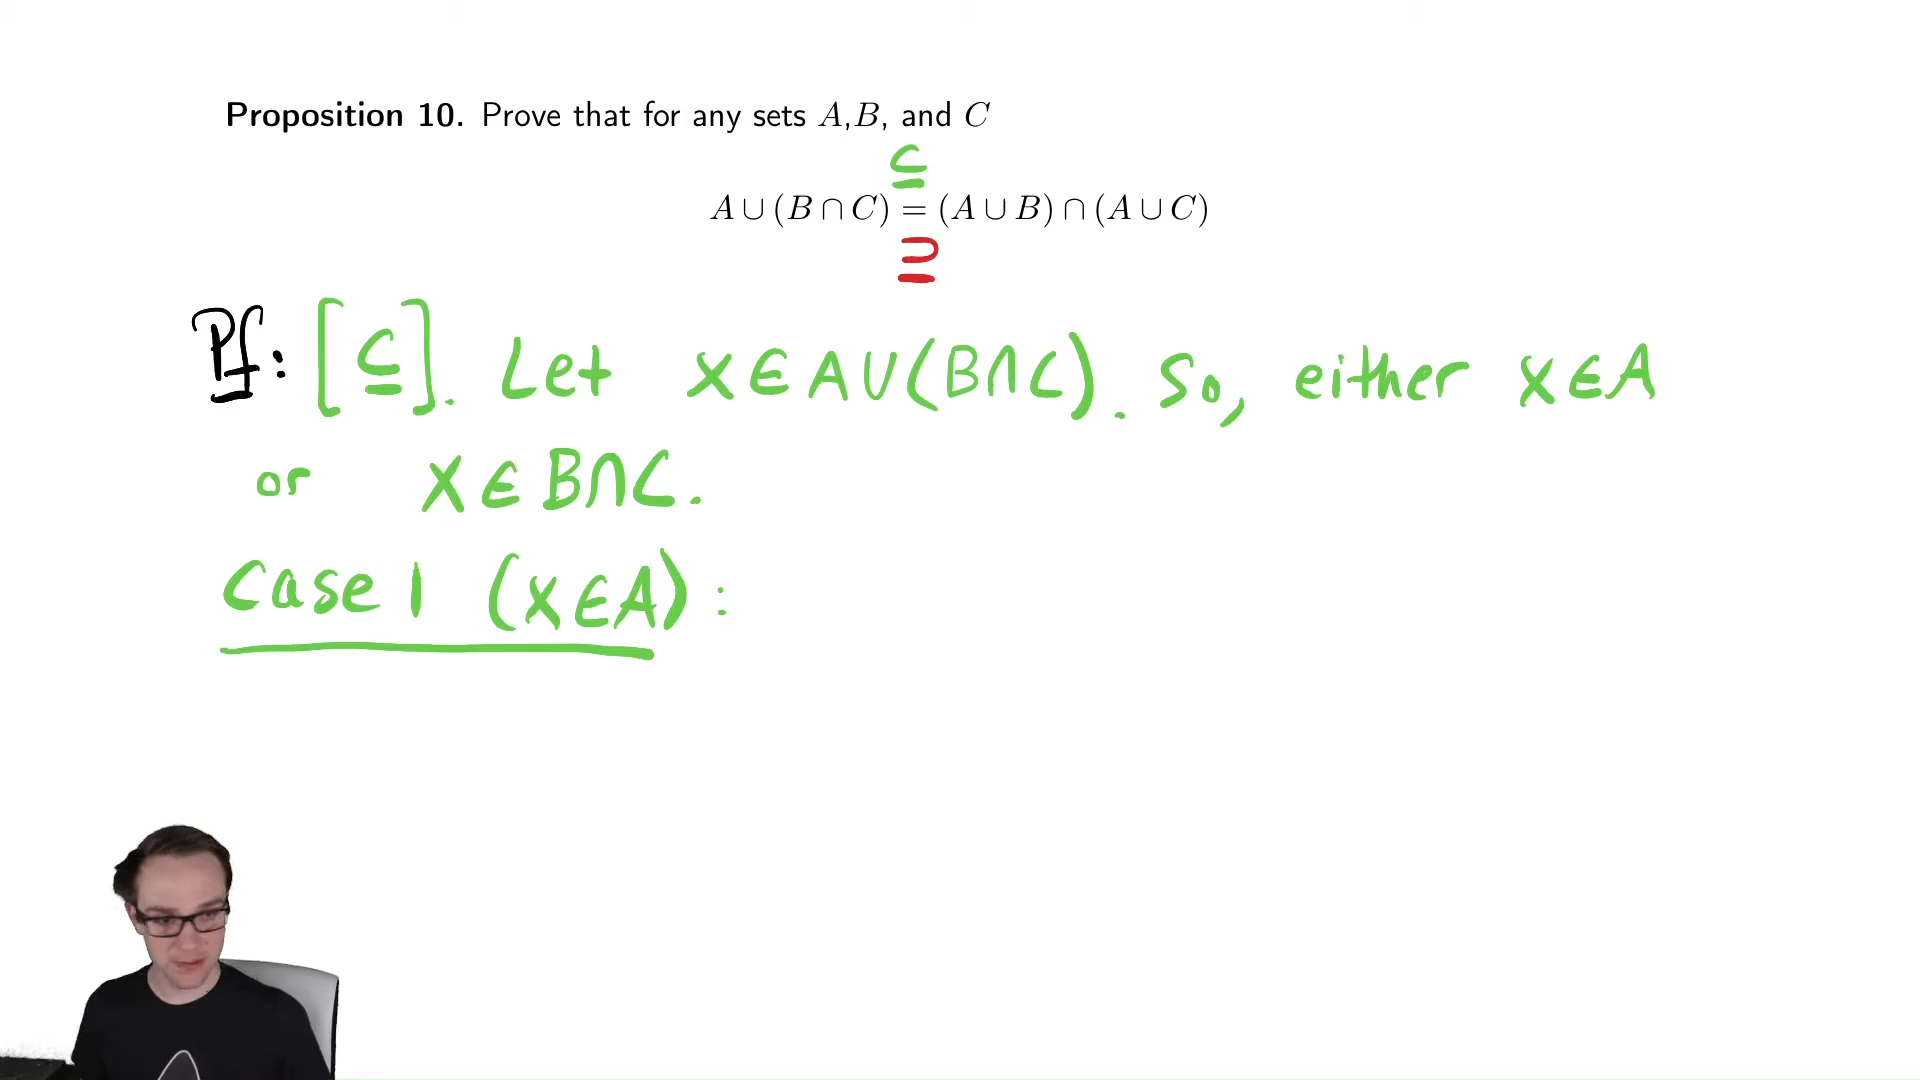 Proposition 10. Prove that for any sets A,B, and C
⊆
A ∪ (B ∩ C) = (A ∪ B) ∩ (A ∪ C)
⊇
Pf: [⊆]. Let x ∈ A ∪ (B ∩ C). So, either x ∈ A
or x ∈ B ∩ C.
Case 1 (x ∈ A):